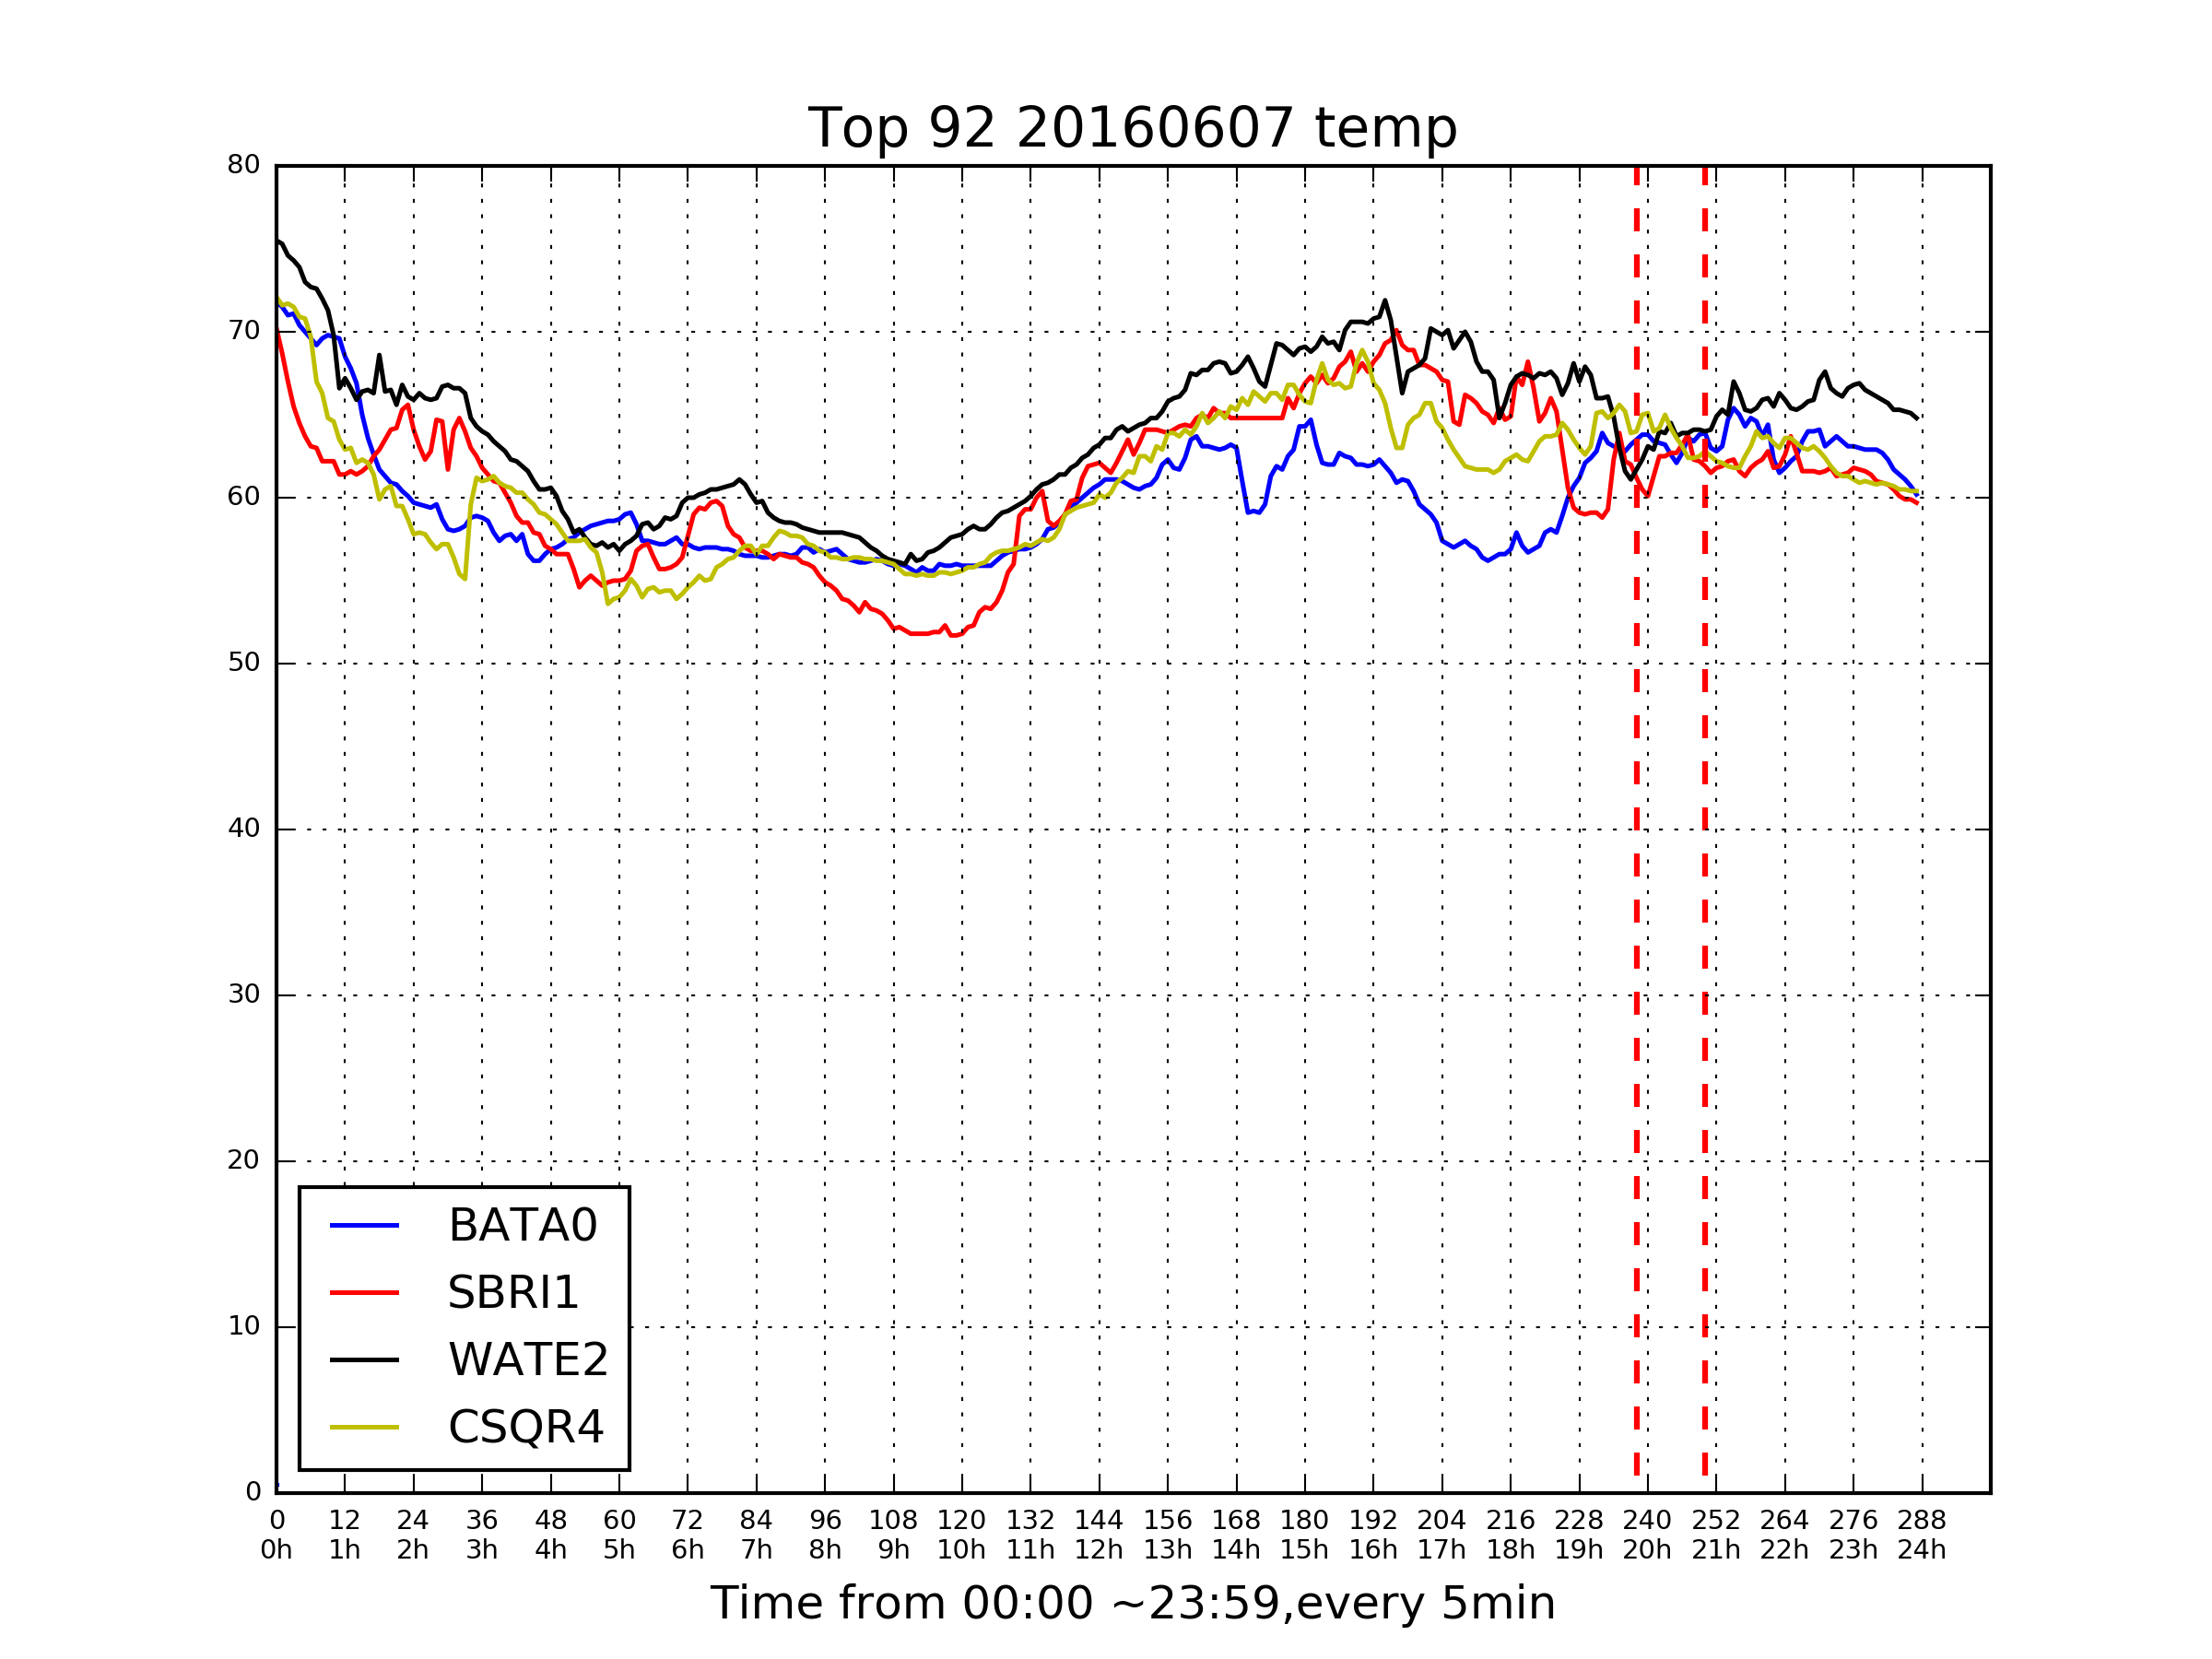 Top 92 20160607 temp
80
70
60
50
40
30
20
10
0
BATA0
SBRI1
WATE2
CSQR4
0 12 24 36 48 60 72 84 96 108 120 132 144 156 168 180 192 204 216 228 240 252 264 276 288
0h 1h 2h 3h 4h 5h 6h 7h 8h 9h 10h 11h 12h 13h 14h 15h 16h 17h 18h 19h 20h 21h 22h 23h 24h
Time from 00:00 ~23:59,every 5min